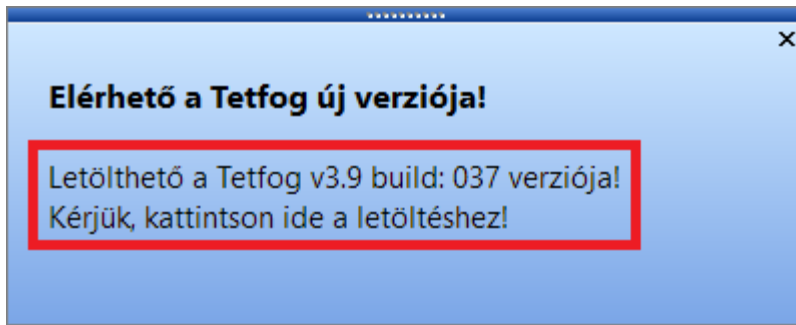 Elérhető a Tetfog új verziója!
Letölthető a Tetfog v3.9 build: 037 verziója!
Kérjük, kattintson ide a letöltéshez!